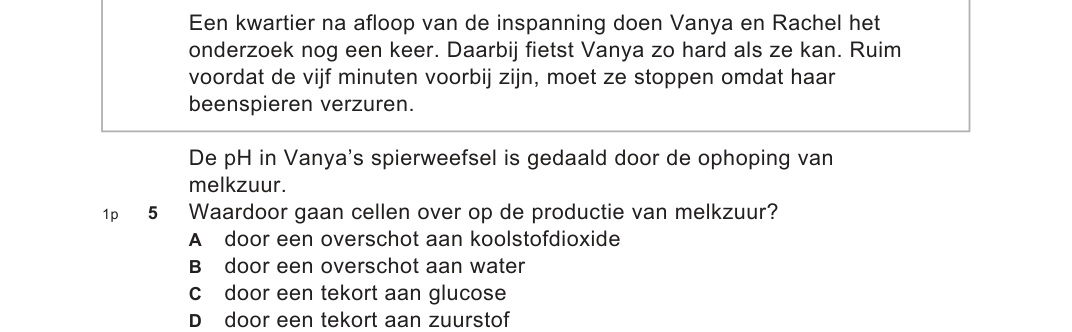 Een kwartier na afloop van de inspanning doen Vanya en Rachel het
onderzoek nog een keer. Daarbij fietst Vanya zo hard als ze kan. Ruim
voordat de vijf minuten voorbij zijn, moet ze stoppen omdat haar
beenspieren verzuren.
De pH in Vanya’s spierweefsel is gedaald door de ophoping van
melkzuur.
1p 5 Waardoor gaan cellen over op de productie van melkzuur?
A door een overschot aan koolstofdioxide
B door een overschot aan water
C door een tekort aan glucose
D door een tekort aan zuurstof